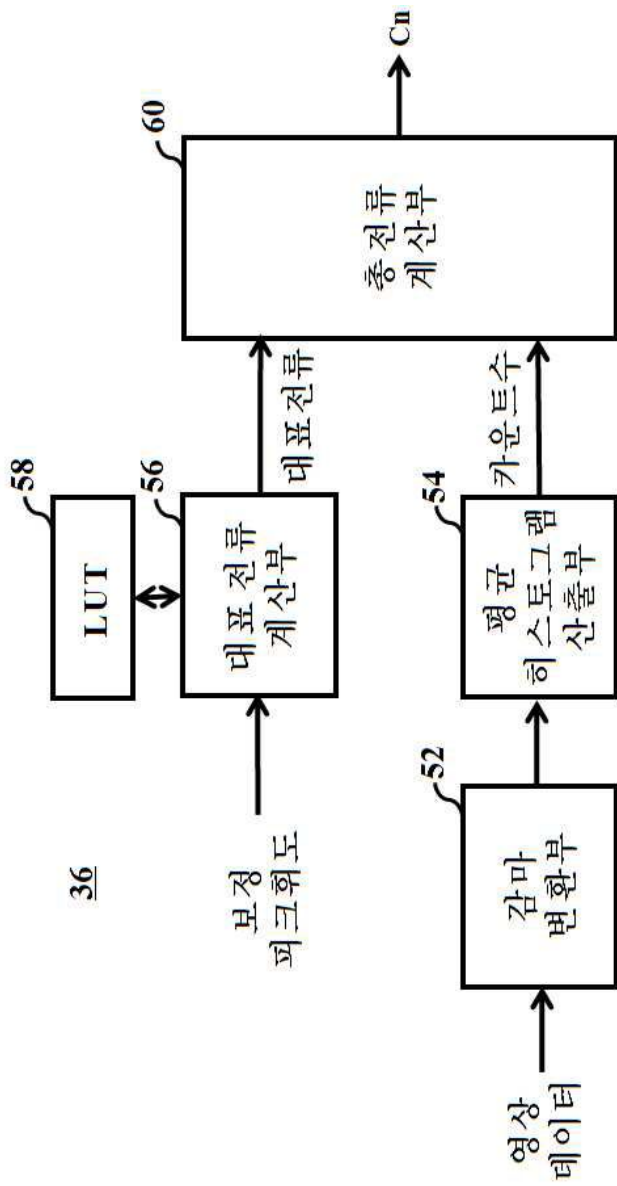 36
58
LUT
56
대표 전류
계산부
보정
피크휘도
대표전류
60
총전류
계산부
Cn
영상
데이터
52
감마
변환부
54
평균
히스토그램
산출부
카운트수